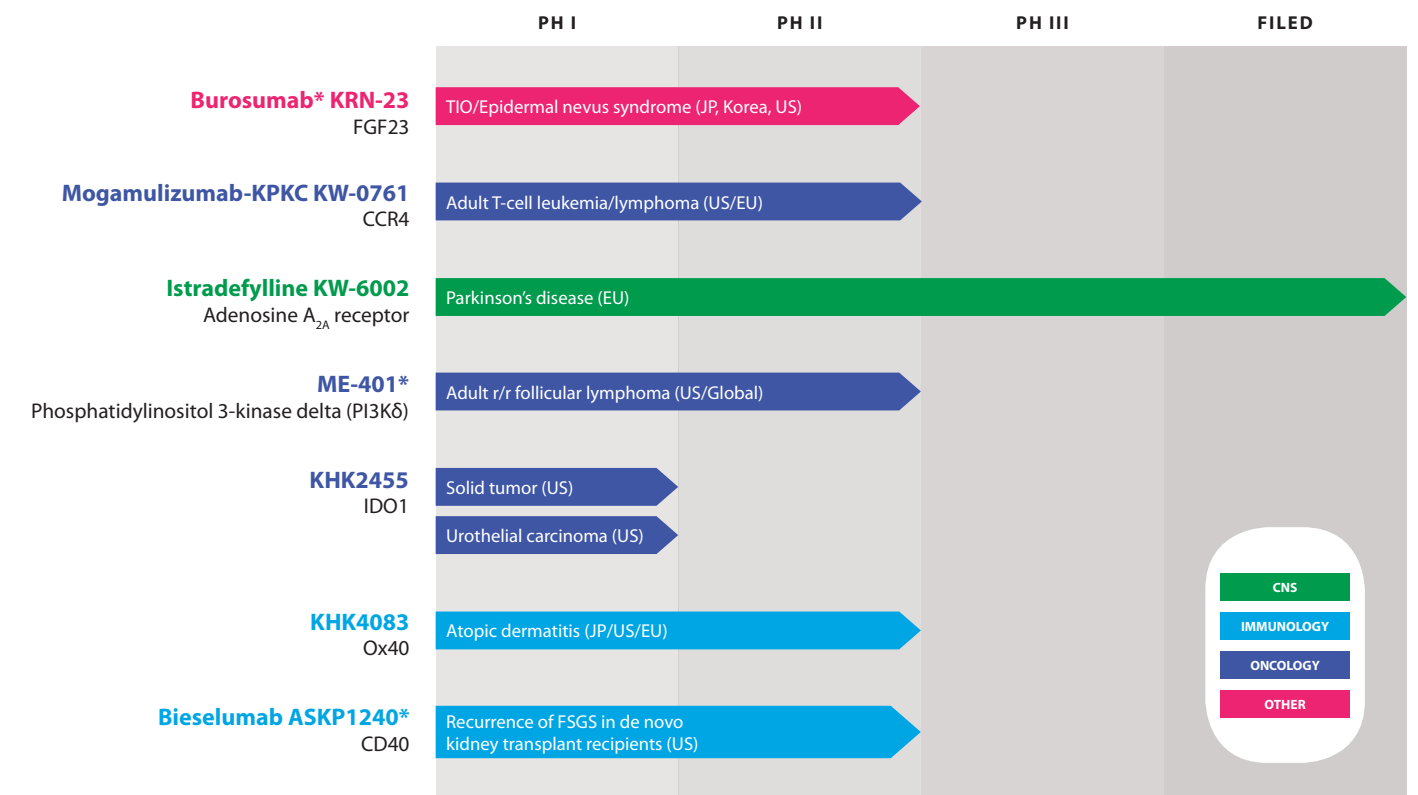 PH I PH II PH III FILED
Burosumab* KRN-23
FGF23
TIO/Epidermal nevus syndrome (JP, Korea, US)
Mogamulizumab-KPKC KW-0761
CCR4
Adult T-cell leukemia/lymphoma (US/EU)
Istradefylline KW-6002
Adenosine A2A receptor
Parkinson's disease (EU)
ME-401*
Phosphatidylinositol 3-kinase delta (PI3Kδ)
Adult r/r follicular lymphoma (US/Global)
KHK2455
IDO1
Solid tumor (US)
Urothelial carcinoma (US)
KHK4083
Ox40
Atopic dermatitis (JP/US/EU)
Bieselumab ASKP1240*
CD40
Recurrence of FSGS in de novo
kidney transplant recipients (US)
CNS
IMMUNOLOGY
ONCOLOGY
OTHER